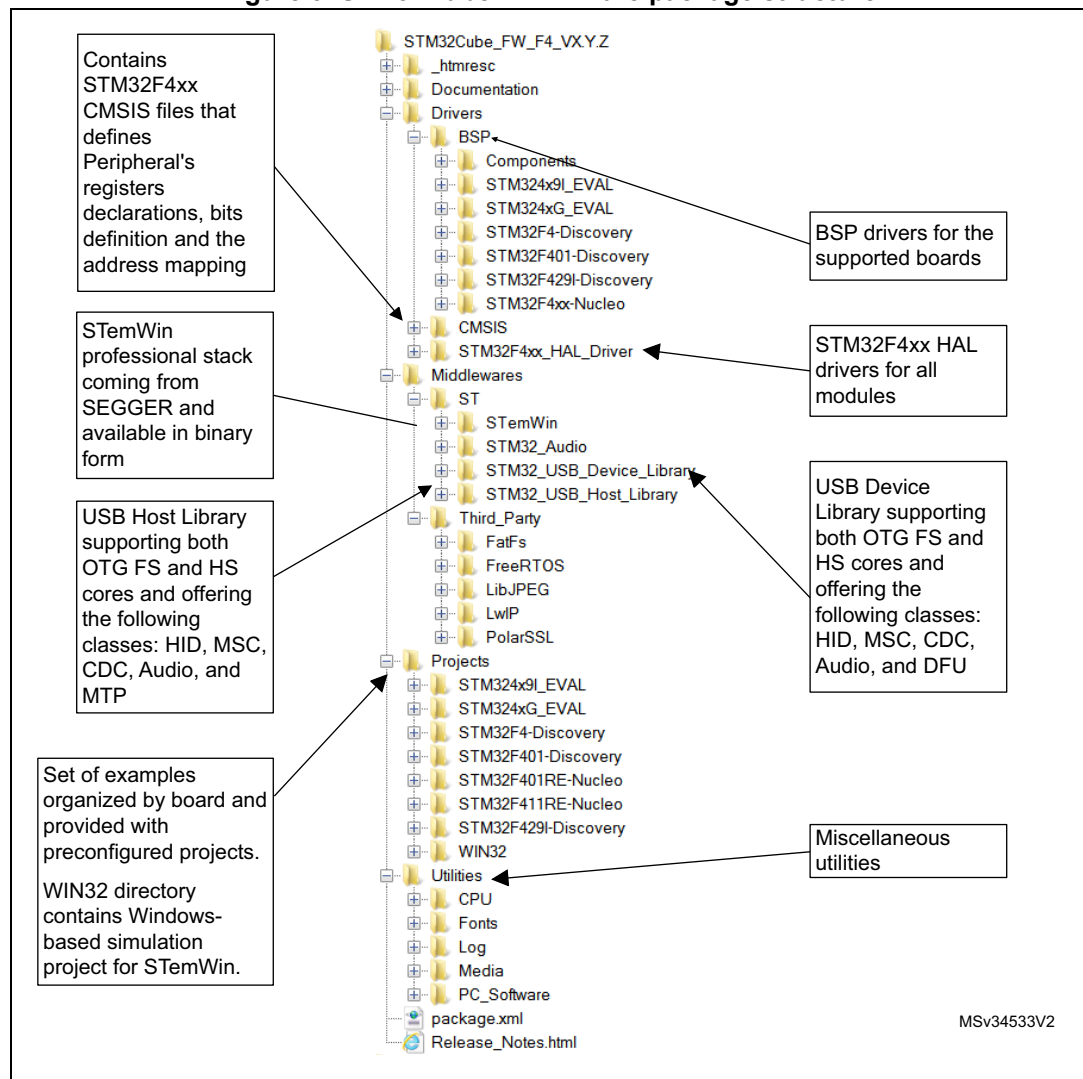 STM32Cube_FW_F4_VX.Y.Z
_htmresc
Documentation
Drivers
BSP
Components
STM324x9I_EVAL
STM324xG_EVAL
STM32F4-Discovery
STM32F401-Discovery
STM32F429I-Discovery
STM32F4xx-Nucleo
CMSIS
STM32F4xx_HAL_Driver
Middlewares
ST
STemWin
STM32_Audio
STM32_USB_Device_Library
STM32_USB_Host_Library
Third_Party
FatFs
FreeRTOS
LibJPEG
LwIP
PolarSSL
Projects
STM324x9I_EVAL
STM324xG_EVAL
STM32F4-Discovery
STM32F401-Discovery
STM32F401RE-Nucleo
STM32F411RE-Nucleo
STM32F429I-Discovery
WIN32
Utilities
CPU
Fonts
Log
Media
PC_Software
package.xml
Release_Notes.html
Contains
STM32F4xx
CMSIS files that
defines
Peripheral's
registers
declarations, bits
definition and the
address mapping
STemWin
professional stack
coming from
SEGGER and
available in binary
form
USB Host Library
supporting both
OTG FS and HS
cores and offering
the following
classes: HID, MSC,
CDC, Audio, and
MTP
Set of examples
organized by board and
provided with
preconfigured projects.
WIN32 directory
contains Windows-
based simulation
project for STemWin.
BSP drivers for the
supported boards
STM32F4xx HAL
drivers for all
modules
USB Device
Library supporting
both OTG FS and
HS cores and
offering the
following classes:
HID, MSC, CDC,
Audio, and DFU
Miscellaneous
utilities
MSv34533V2